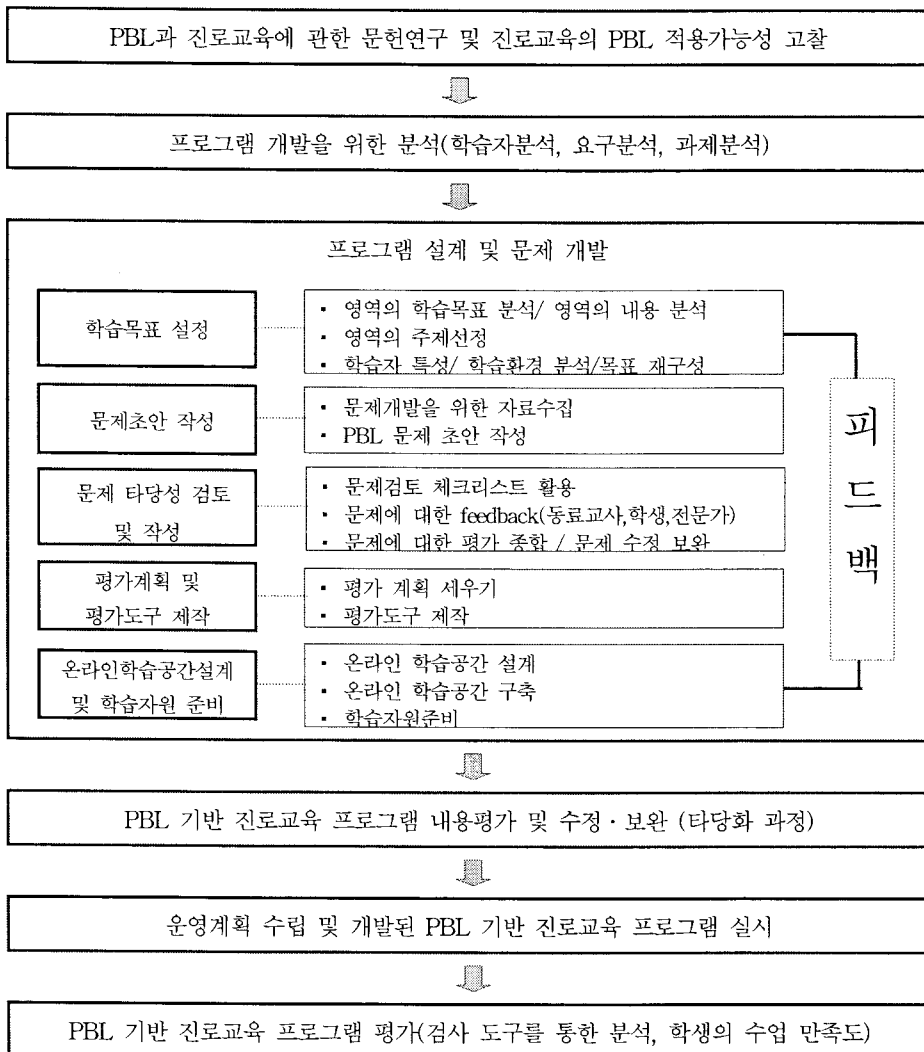 PBL과 진로교육에 관한 문헌연구 및 진로교육의 PBL 적용가능성 고찰
프로그램 개발을 위한 분석(학습자분석, 요구분석, 과제분석)
프로그램 설계 및 문제 개발
학습목표 설정
▪ 영역의 학습목표 분석/ 영역의 내용 분석
▪ 영역의 주제선정
▪ 학습자 특성/ 학습환경 분석/목표 재구성
문제초안 작성
▪ 문제개발을 위한 자료수집
▪ PBL 문제 초안 작성
문제 타당성 검토
및 작성
▪ 문제검토 체크리스트 활용
▪ 문제에 대한 feedback(동료교사,학생,전문가)
▪ 문제에 대한 평가 종합 / 문제 수정 보완
평가계획 및
평가도구 제작
▪ 평가 계획 세우기
▪ 평가도구 제작
온라인학습공간설계
및 학습자원 준비
▪ 온라인 학습공간 설계
▪ 온라인 학습공간 구축
▪ 학습자원준비
피
드
백
PBL 기반 진로교육 프로그램 내용평가 및 수정 · 보완 (타당화 과정)
운영계획 수립 및 개발된 PBL 기반 진로교육 프로그램 실시
PBL 기반 진로교육 프로그램 평가(검사 도구를 통한 분석, 학생의 수업 만족도)